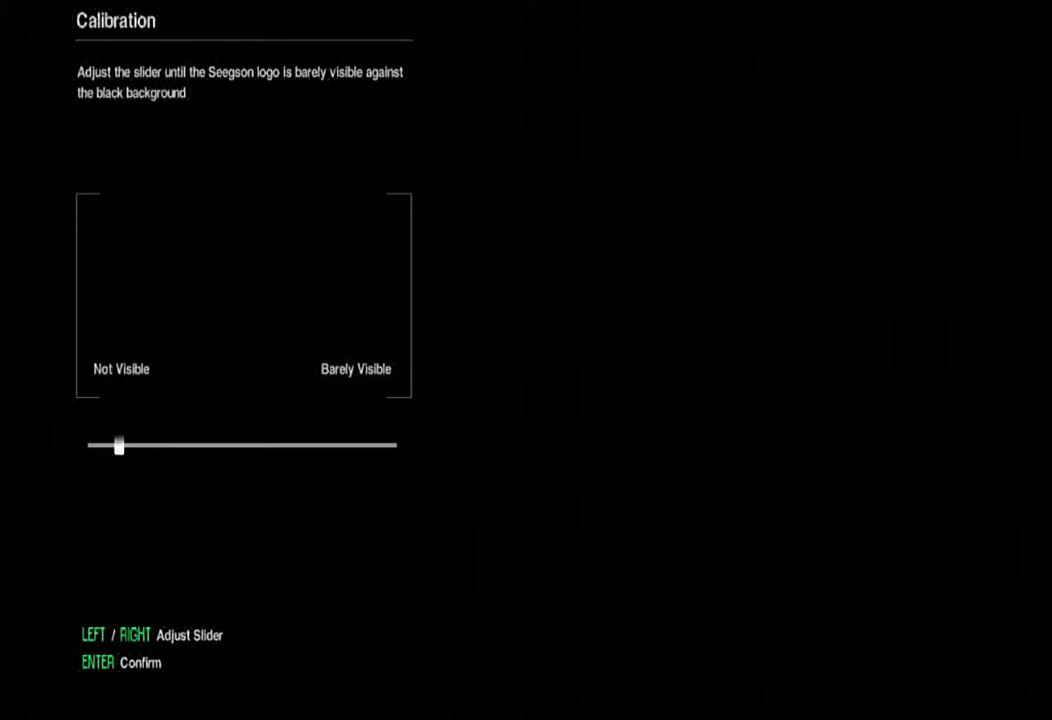 Calibration
Adjust the slider until the Seegson logo is barely visible against
the black background
Not Visible Barely Visible
LEFT / RIGHT Adjust Slider
ENTER Confirm